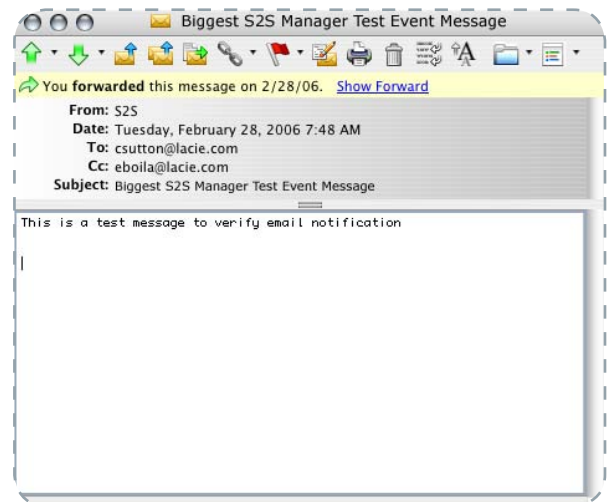 Biggest S2S Manager Test Event Message
You forwarded this message on 2/28/06. Show Forward
From: S2S
Date: Tuesday, February 28, 2006 7:48 AM
To: csutton@lacie.com
Cc: eboila@lacie.com
Subject: Biggest S2S Manager Test Event Message
This is a test message to verify email notification